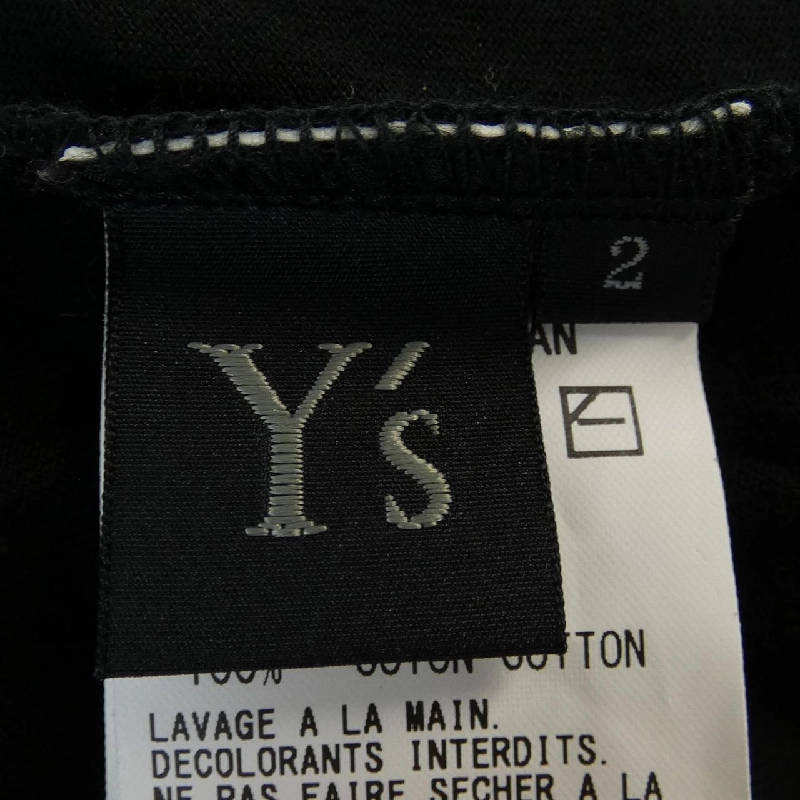 2
Y's
AN
100% COTON COTTON
LAVAGE A LA MAIN.
DECOLORANTS INTERDITS.
NE PAS FAIRE SECHER A LA